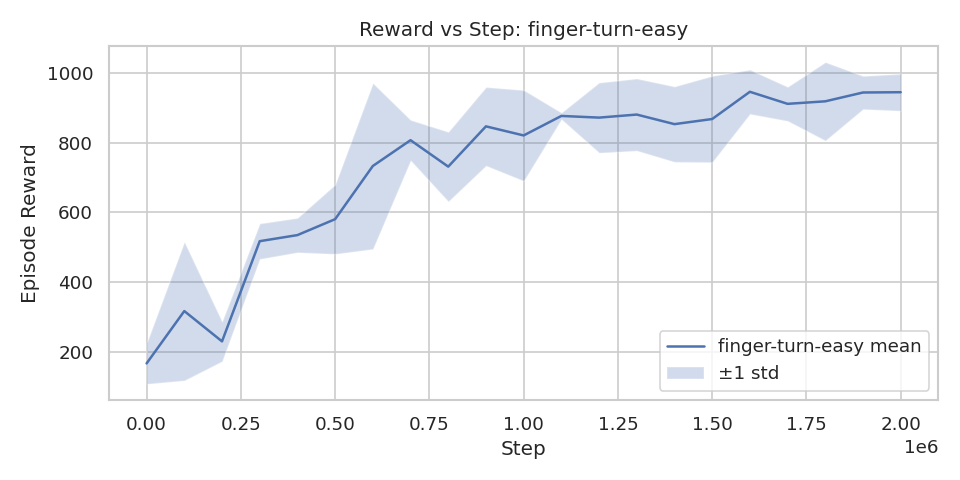 Reward vs Step: finger-turn-easy
Episode Reward
1000
800
600
400
200
finger-turn-easy mean
±1 std
0.00 0.25 0.50 0.75 1.00 1.25 1.50 1.75 2.00
1e6
Step